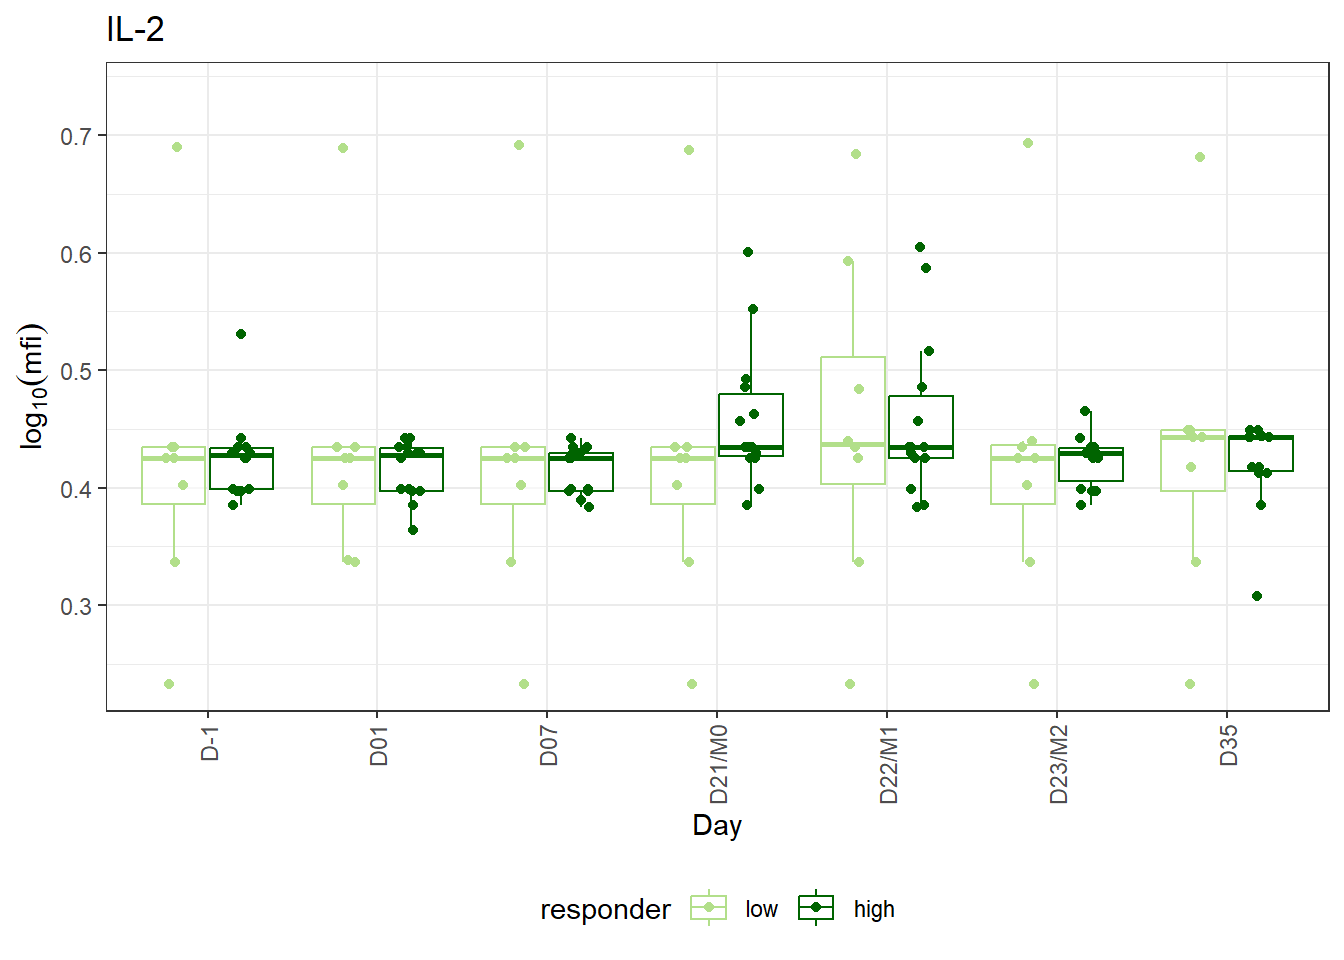 IL-2
log10(mfi)
0.7
0.6
0.5
0.4
0.3
D-1
D01
D07
D21/M0
D22/M1
D23/M2
D35
Day
responder low high